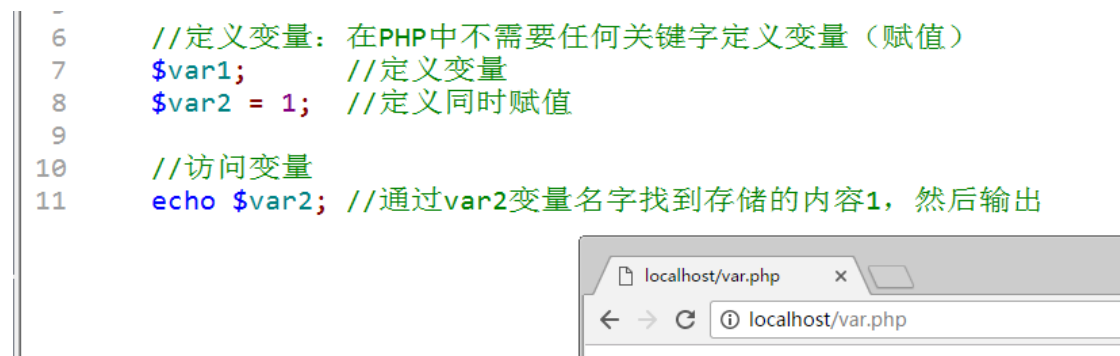 6 //定义变量：在PHP中不需要任何关键字定义变量（赋值）
7 $var1; //定义变量
8 $var2 = 1; //定义同时赋值
9
10 //访问变量
11 echo $var2; //通过var2变量名字找到存储的内容1，然后输出
localhost/var.php
localhost/var.php